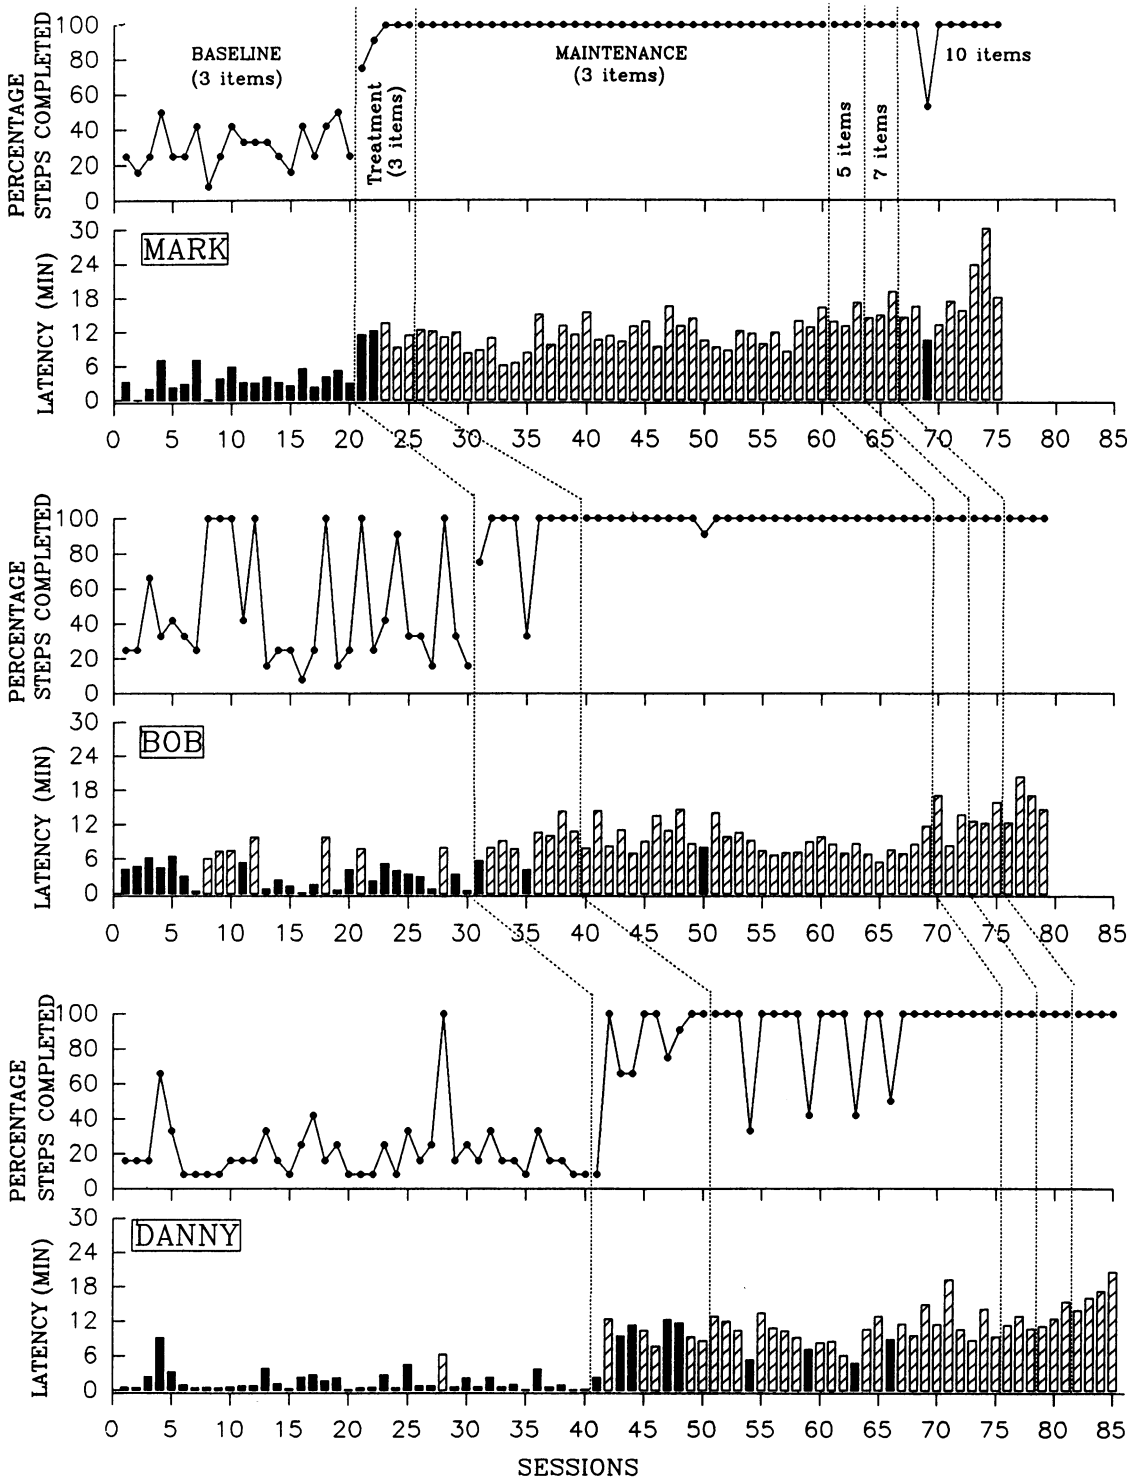 PERCENTAGE
STEPS COMPLETED
100
80
60
40
20
0
BASELINE
(3 items)
Treatment
(3 items)
MAINTENANCE
(3 items)
5 items
7 items
10 items
LATENCY (MIN)
30
24
18
12
6
0
MARK
0 5 10 15 20 25 30 35 40 45 50 55 60 65 70 75 80 85
PERCENTAGE
STEPS COMPLETED
100
80
60
40
20
0
LATENCY (MIN)
30
24
18
12
6
0
BOB
0 5 10 15 20 25 30 35 40 45 50 55 60 65 70 75 80 85
PERCENTAGE
STEPS COMPLETED
100
80
60
40
20
0
LATENCY (MIN)
30
24
18
12
6
0
DANNY
0 5 10 15 20 25 30 35 40 45 50 55 60 65 70 75 80 85
SESSIONS